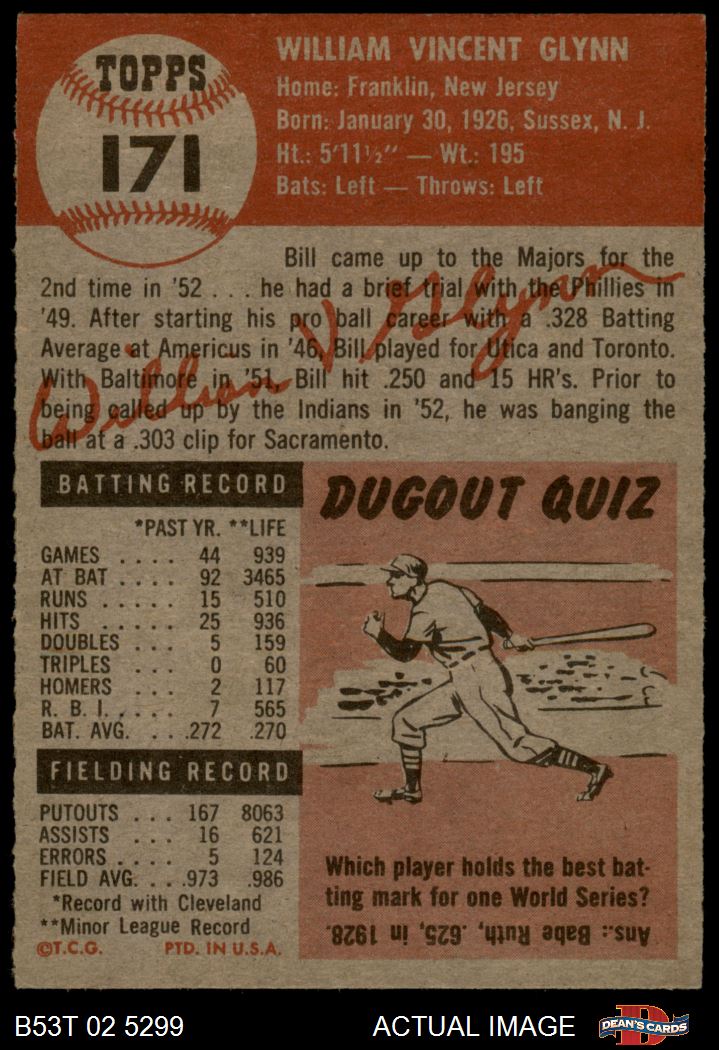 TOPPS
171
WILLIAM VINCENT GLYNN
Home: Franklin, New Jersey
Born: January 30, 1926, Sussex, N. J.
Ht.: 5'11½" — Wt.: 195
Bats: Left — Throws: Left
Bill came up to the Majors for the
2nd time in '52 . . . he had a brief trial with the Phillies in
'49. After starting his pro ball career with a .328 Batting
Average at Americus in '46, Bill played for Utica and Toronto.
With Baltimore in '51, Bill hit .250 and 15 HR's. Prior to
being called up by the Indians in '52, he was banging the
ball at a .303 clip for Sacramento.
William V. Glynn
BATTING RECORD
*PAST YR. **LIFE
GAMES . . . . 44 939
AT BAT . . . . 92 3465
RUNS . . . . . 15 510
HITS . . . . . 25 936
DOUBLES . . . 5 159
TRIPLES . . . 0 60
HOMERS . . . 2 117
R. B. I. . . . . 7 565
BAT. AVG. . . .272 .270
FIELDING RECORD
PUTOUTS . . . 167 8063
ASSISTS . . . 16 621
ERRORS . . . . 5 124
FIELD AVG. . . .973 .986
*Record with Cleveland
**Minor League Record
©T.C.G. PTD. IN U.S.A.
DUGOUT QUIZ
Which player holds the best bat-
ting mark for one World Series?
Ans.: Babe Ruth, .625, in 1928.
B53T 02 5299 ACTUAL IMAGE
D
DEAN'S CARDS